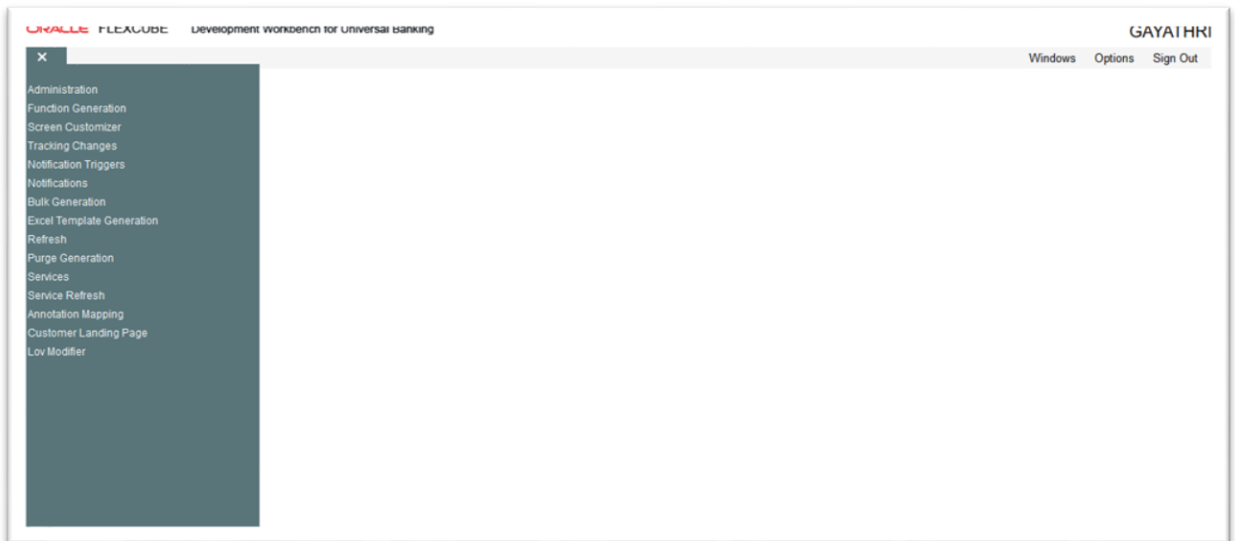 ORACLE FLEXCUBE Development Workbench for Universal Banking GAYATHRI
× Windows Options Sign Out
Administration
Function Generation
Screen Customizer
Tracking Changes
Notification Triggers
Notifications
Bulk Generation
Excel Template Generation
Refresh
Purge Generation
Services
Service Refresh
Annotation Mapping
Customer Landing Page
Lov Modifier